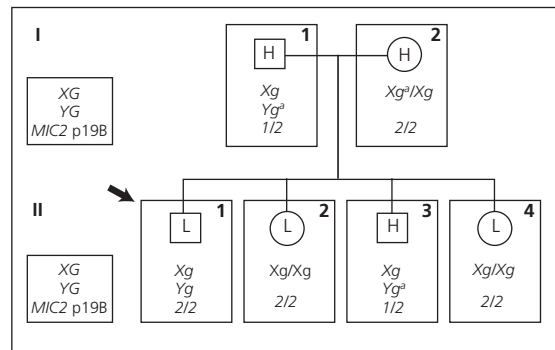 I
1
2
H
H
XG
YG
MIC2 p19B
Xg
Ygᵃ
1/2
Xgᵃ/Xg
2/2
II
1
2
3
4
L
L
H
L
XG
YG
MIC2 p19B
Xg
Yg
2/2
Xg/Xg
2/2
Xg
Ygᵃ
1/2
Xg/Xg
2/2